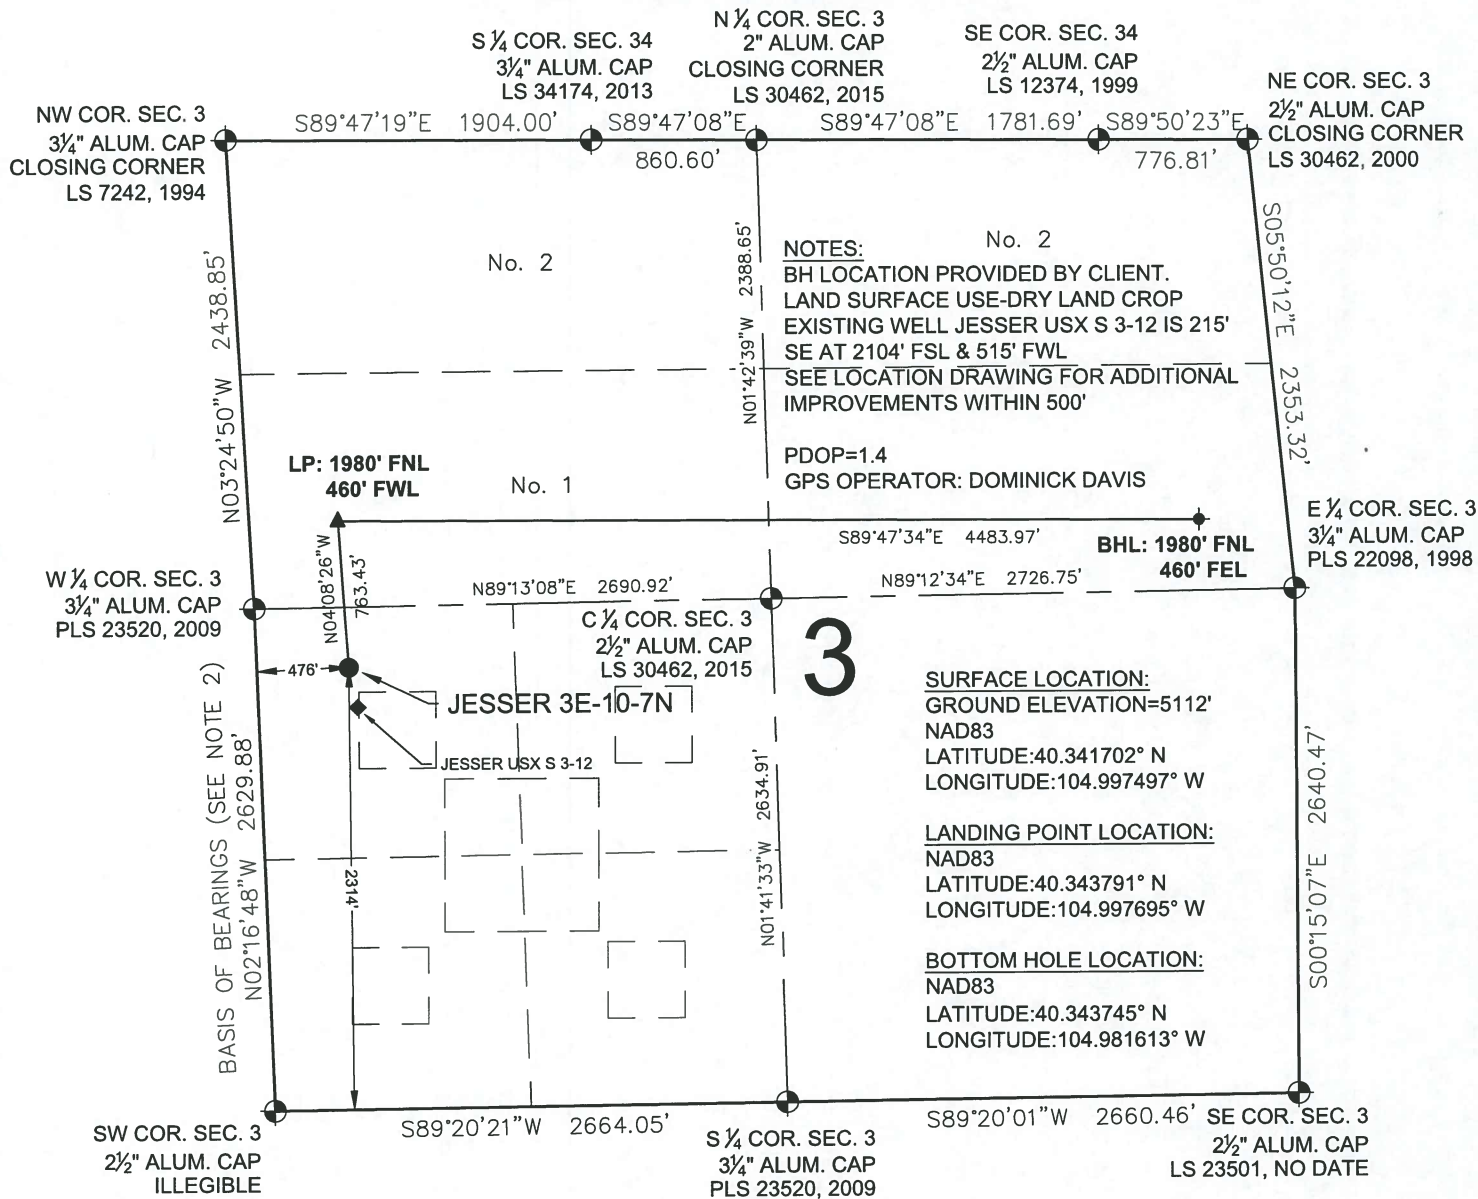 N ¼ COR. SEC. 3
2" ALUM. CAP
CLOSING CORNER
LS 30462, 2015
S ¼ COR. SEC. 34
3¼" ALUM. CAP
LS 34174, 2013
SE COR. SEC. 34
2½" ALUM. CAP
LS 12374, 1999
NE COR. SEC. 3
2½" ALUM. CAP
CLOSING CORNER
LS 30462, 2000
NW COR. SEC. 3
3¼" ALUM. CAP
CLOSING CORNER
LS 7242, 1994
S89°47'19"E 1904.00'
S89°47'08"E
860.60'
S89°47'08"E 1781.69'
S89°50'23"E
776.81'
N03°24'50"W 2438.85'
No. 2
N01°42'39"W 2388.65'
No. 2
NOTES:
BH LOCATION PROVIDED BY CLIENT.
LAND SURFACE USE-DRY LAND CROP
EXISTING WELL JESSER USX S 3-12 IS 215'
SE AT 2104' FSL & 515' FWL
SEE LOCATION DRAWING FOR ADDITIONAL
IMPROVEMENTS WITHIN 500'
PDOP=1.4
GPS OPERATOR: DOMINICK DAVIS
S05°50'12"E 2353.32'
LP: 1980' FNL
460' FWL
No. 1
S89°47'34"E 4483.97'
BHL: 1980' FNL
460' FEL
E ¼ COR. SEC. 3
3¼" ALUM. CAP
PLS 22098, 1998
W ¼ COR. SEC. 3
3¼" ALUM. CAP
PLS 23520, 2009
N04°08'26"W
763.43'
N89°13'08"E 2690.92'
N89°12'34"E 2726.75'
C ¼ COR. SEC. 3
2½" ALUM. CAP
LS 30462, 2015
3
476'
JESSER 3E-10-7N
JESSER USX S 3-12
BASIS OF BEARINGS (SEE NOTE 2)
N02°16'48"W 2629.88'
2314'
N01°41'33"W 2634.91'
SURFACE LOCATION:
GROUND ELEVATION=5112'
NAD83
LATITUDE:40.341702° N
LONGITUDE:104.997497° W
LANDING POINT LOCATION:
NAD83
LATITUDE:40.343791° N
LONGITUDE:104.997695° W
BOTTOM HOLE LOCATION:
NAD83
LATITUDE:40.343745° N
LONGITUDE:104.981613° W
S00°15'07"E 2640.47'
SW COR. SEC. 3
2½" ALUM. CAP
ILLEGIBLE
S89°20'21"W 2664.05'
S ¼ COR. SEC. 3
3¼" ALUM. CAP
PLS 23520, 2009
S89°20'01"W 2660.46'
SE COR. SEC. 3
2½" ALUM. CAP
LS 23501, NO DATE